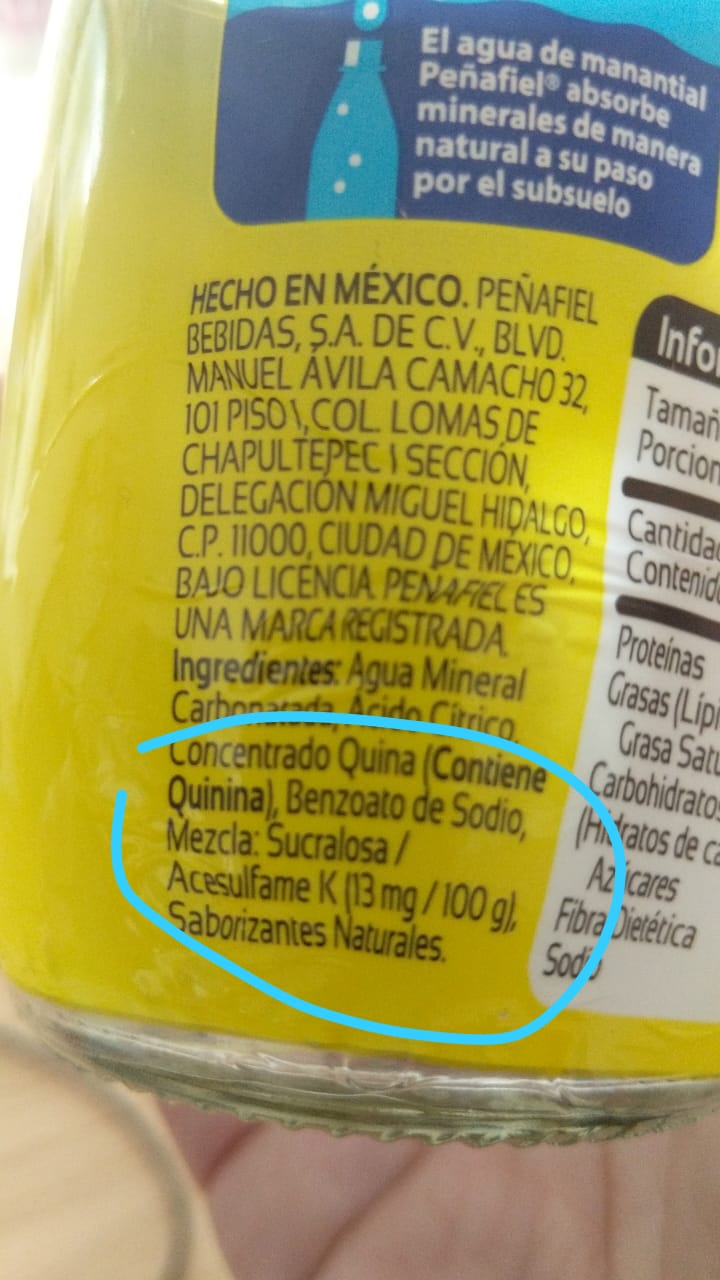 El agua de manantial
Peñafiel® absorbe
minerales de manera
natural a su paso
por el subsuelo
HECHO EN MÉXICO. PEÑAFIEL
BEBIDAS, S.A. DE C.V., BLVD.
MANUEL ÁVILA CAMACHO 32,
101 PISO \, COL. LOMAS DE
CHAPULTEPEC \ SECCIÓN,
DELEGACIÓN MIGUEL HIDALGO,
C.P. 11000, CIUDAD DE MÉXICO,
BAJO LICENCIA. PEÑAFIEL ES
UNA MARCA REGISTRADA.
Ingredientes: Agua Mineral
Carbonatada, Ácido Cítrico,
Concentrado Quina (Contiene
Quinina), Benzoato de Sodio,
Mezcla: Sucralosa /
Acesulfame K (13 mg / 100 g),
Saborizantes Naturales.
Infor
Tamañ
Porcion
Cantidad
Contenido
Proteínas
Grasas (Lípi
Grasa Satu
Carbohidratos
(Hidratos de ca
Azúcares
Fibra Dietética
Sodio